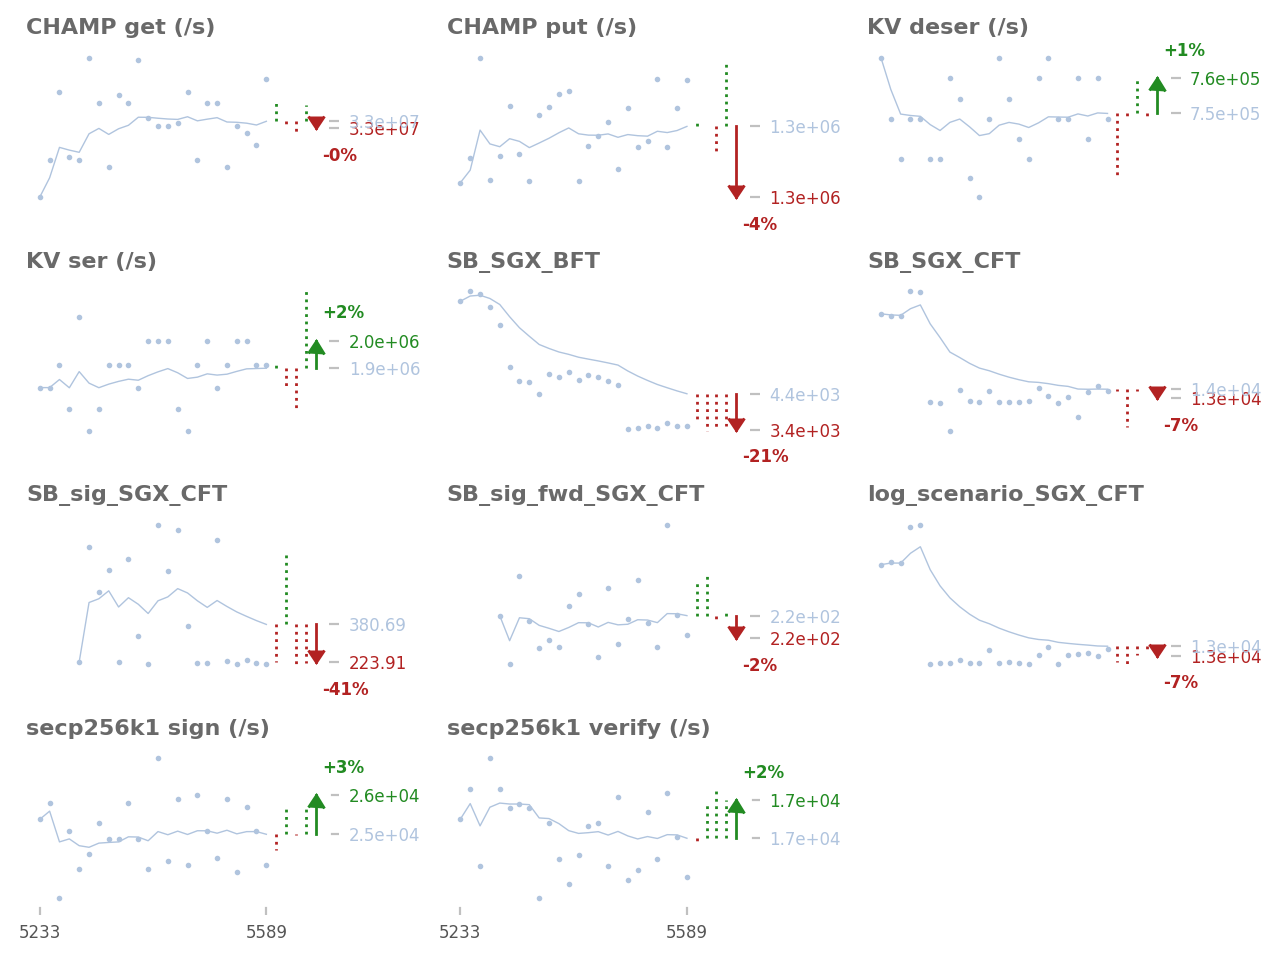 CHAMP get (/s)
3.3e+07
3.3e+07
-0%
CHAMP put (/s)
1.3e+06
1.3e+06
-4%
KV deser (/s)
+1%
7.6e+05
7.5e+05
KV ser (/s)
+2%
2.0e+06
1.9e+06
SB_SGX_BFT
4.4e+03
3.4e+03
-21%
SB_SGX_CFT
1.4e+04
1.3e+04
-7%
SB_sig_SGX_CFT
380.69
223.91
-41%
SB_sig_fwd_SGX_CFT
2.2e+02
2.2e+02
-2%
log_scenario_SGX_CFT
1.3e+04
1.3e+04
-7%
secp256k1 sign (/s)
+3%
2.6e+04
2.5e+04
5233
5589
secp256k1 verify (/s)
+2%
1.7e+04
1.7e+04
5233
5589